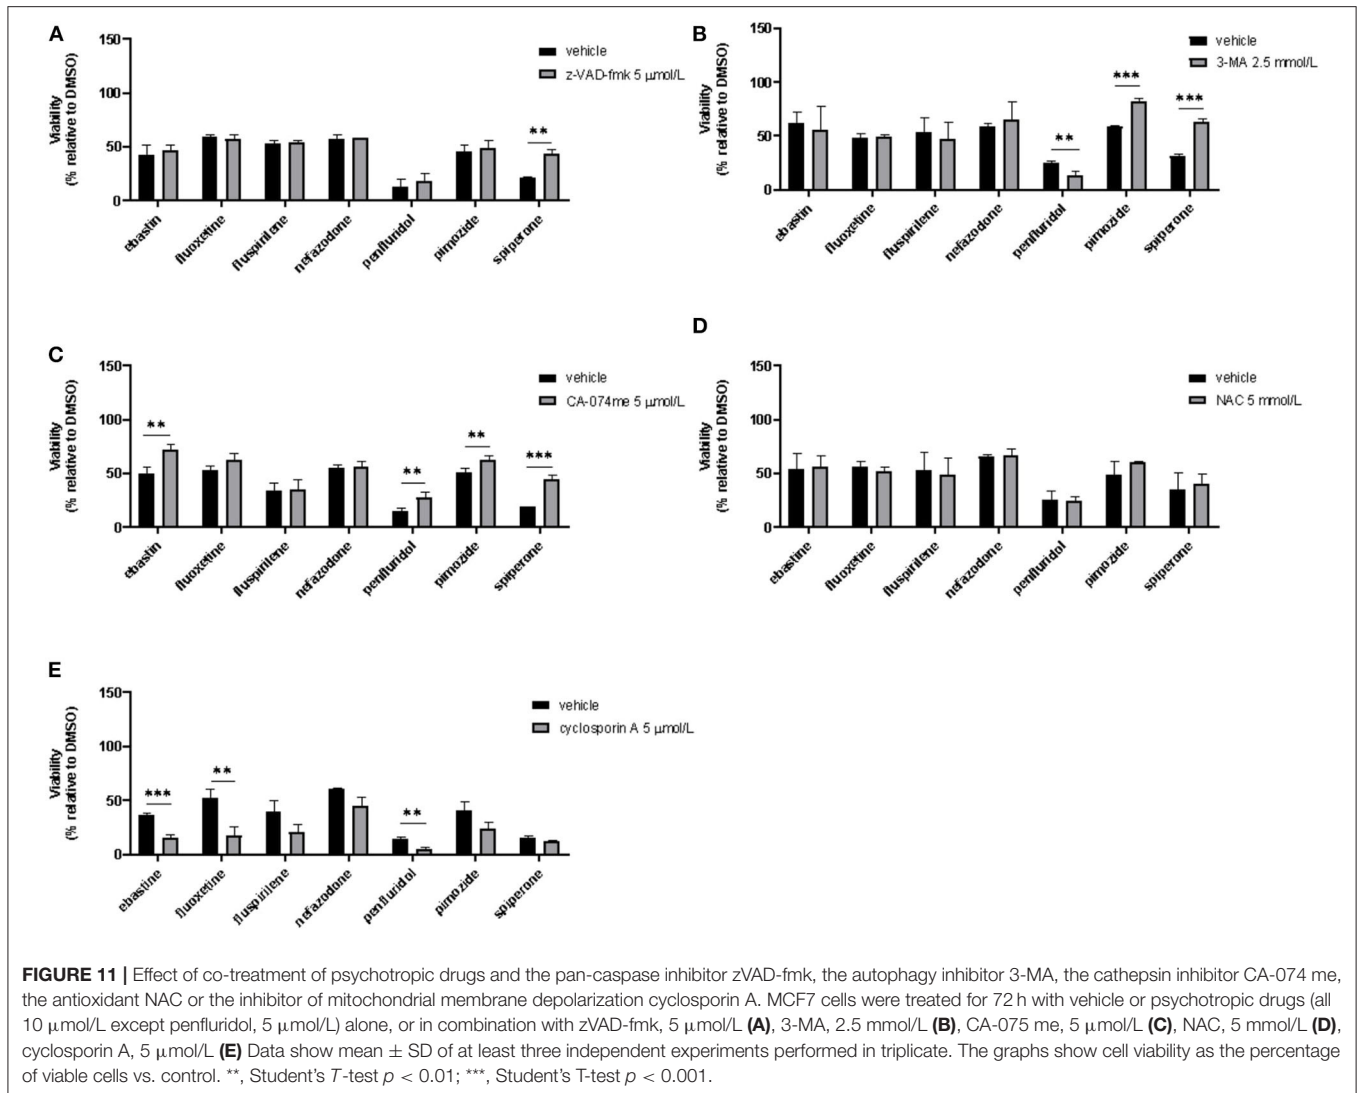 A
150
100
50
0
Viability
(% relative to DMSO)
vehicle
z-VAD-fmk 5 µmol/L
**
ebastin
fluoxetine
fluspirilene
nefazodone
penfluridol
pimozide
spiperone
B
150
100
50
0
Viability
(% relative to DMSO)
vehicle
3-MA 2.5 mmol/L
**
***
***
ebastin
fluoxetine
fluspirilene
nefazodone
penfluridol
pimozide
spiperone
C
150
100
50
0
Viability
(% relative to DMSO)
vehicle
CA-074me 5 µmol/L
**
**
**
***
ebastin
fluoxetine
fluspirilene
nefazodone
penfluridol
pimozide
spiperone
D
150
100
50
0
Viability
(% relative to DMSO)
vehicle
NAC 5 mmol/L
ebastine
fluoxetine
fluspirilene
nefazodone
penfluridol
pimozide
spiperone
E
150
100
50
0
Viability
(% relative to DMSO)
vehicle
cyclosporin A 5 µmol/L
***
**
**
ebastine
fluoxetine
fluspirilene
nefazodone
penfluridol
pimozide
spiperone
FIGURE 11 | Effect of co-treatment of psychotropic drugs and the pan-caspase inhibitor zVAD-fmk, the autophagy inhibitor 3-MA, the cathepsin inhibitor CA-074 me,
the antioxidant NAC or the inhibitor of mitochondrial membrane depolarization cyclosporin A. MCF7 cells were treated for 72 h with vehicle or psychotropic drugs (all
10 µmol/L except penfluridol, 5 µmol/L) alone, or in combination with zVAD-fmk, 5 µmol/L (A), 3-MA, 2.5 mmol/L (B), CA-075 me, 5 µmol/L (C), NAC, 5 mmol/L (D),
cyclosporin A, 5 µmol/L (E) Data show mean ± SD of at least three independent experiments performed in triplicate. The graphs show cell viability as the percentage
of viable cells vs. control. **, Student's T-test p < 0.01; ***, Student's T-test p < 0.001.